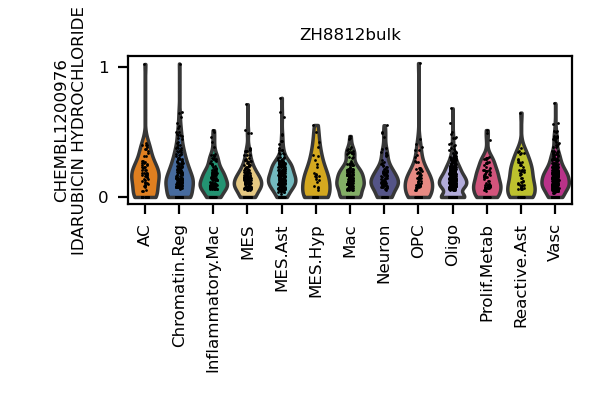 ZH8812bulk
CHEMBL1200976
IDARUBICIN HYDROCHLORIDE
1
0
AC
Chromatin.Reg
Inflammatory.Mac
MES
MES.Ast
MES.Hyp
Mac
Neuron
OPC
Oligo
Prolif.Metab
Reactive.Ast
Vasc